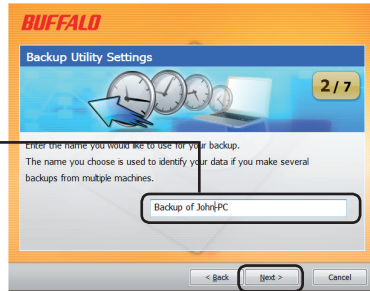 BUFFALO
Backup Utility Settings
2/7
Enter the name you would like to use for your backup.
The name you choose is used to identify your data if you make several
backups from multiple machines.
Backup of John-PC
< Back
Next >
Cancel